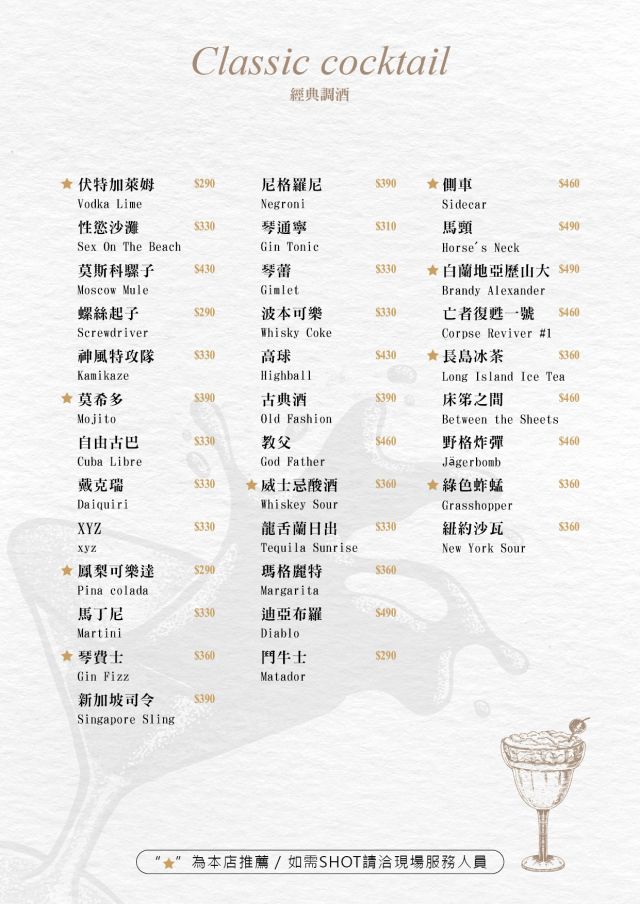 Classic cocktail
經典調酒
★ 伏特加萊姆 $290
Vodka Lime
性慾沙灘 $330
Sex On The Beach
莫斯科騾子 $430
Moscow Mule
螺絲起子 $290
Screwdriver
神風特攻隊 $330
Kamikaze
★ 莫希多 $390
Mojito
自由古巴 $330
Cuba Libre
戴克瑞 $330
Daiquiri
XYZ $330
xyz
★ 鳳梨可樂達 $290
Pina colada
馬丁尼 $330
Martini
★ 琴費士 $360
Gin Fizz
新加坡司令 $390
Singapore Sling
尼格羅尼 $390
Negroni
琴通寧 $310
Gin Tonic
琴蕾 $330
Gimlet
波本可樂 $330
Whisky Coke
高球 $430
Highball
古典酒 $390
Old Fashion
教父 $460
God Father
★ 威士忌酸酒 $360
Whiskey Sour
龍舌蘭日出 $330
Tequila Sunrise
瑪格麗特 $360
Margarita
迪亞布羅 $490
Diablo
鬥牛士 $290
Matador
★ 側車 $460
Sidecar
馬頸 $490
Horse's Neck
★ 白蘭地亞歷山大 $490
Brandy Alexander
亡者復甦一號 $460
Corpse Reviver #1
★ 長島冰茶 $360
Long Island Ice Tea
床笫之間 $460
Between the Sheets
野格炸彈 $460
Jägerbomb
★ 綠色蚱蜢 $360
Grasshopper
紐約沙瓦 $360
New York Sour
“★” 為本店推薦 / 如需SHOT請洽現場服務人員